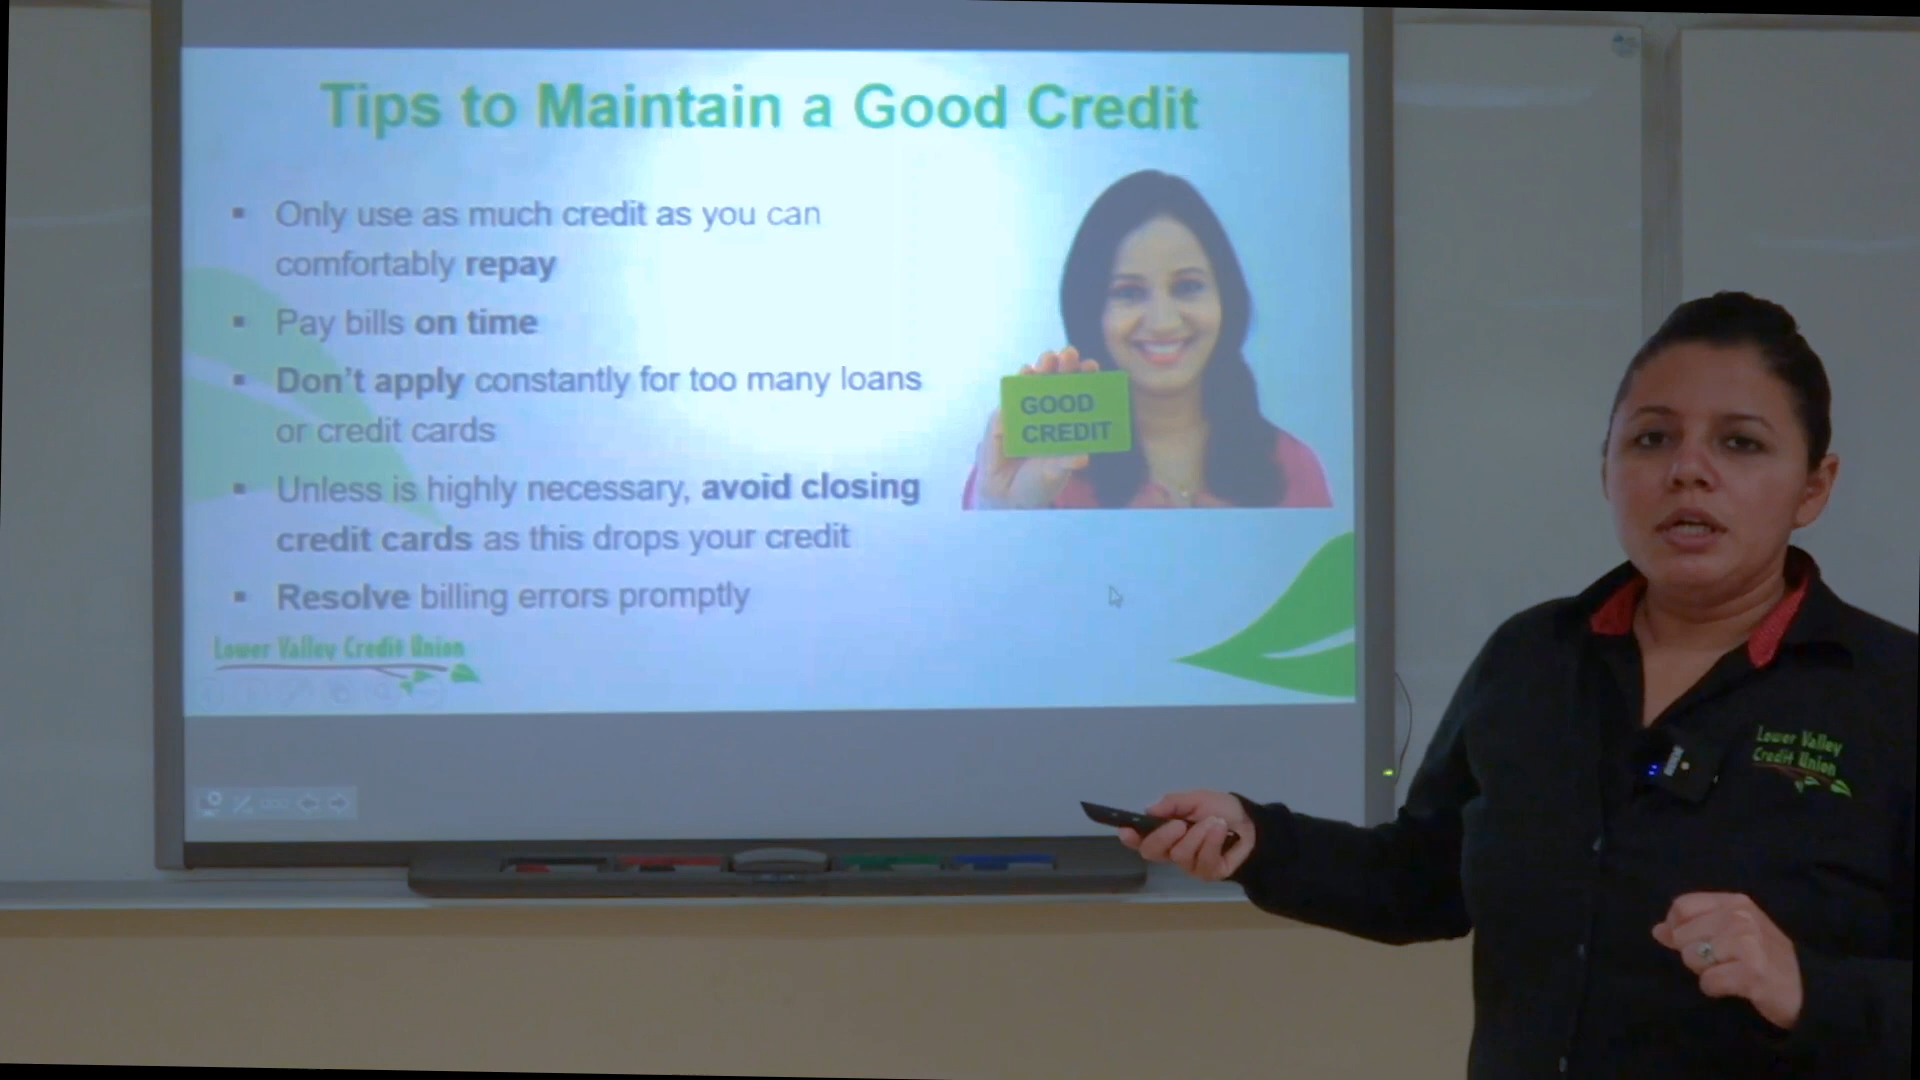 Tips to Maintain a Good Credit
Only use as much credit as you can
comfortably repay
Pay bills on time
Don't apply constantly for too many loans
or credit cards
Unless is highly necessary, avoid closing
credit cards as this drops your credit
Resolve billing errors promptly
GOOD
CREDIT
Lower Valley Credit Union
Lower Valley
Credit Union